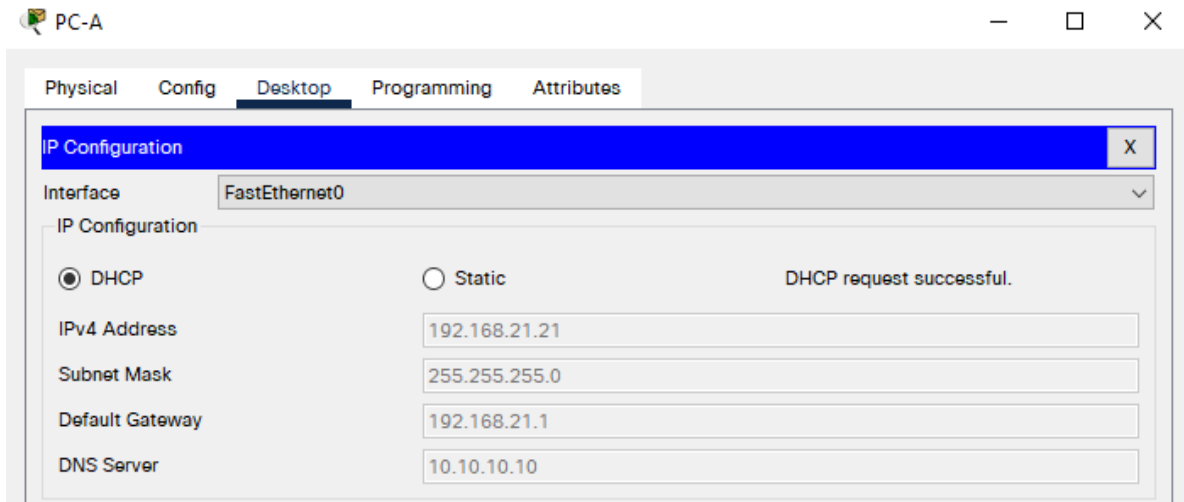 PC-A
Physical Config Desktop Programming Attributes
IP Configuration X
Interface FastEthernet0
IP Configuration
DHCP Static DHCP request successful.
IPv4 Address 192.168.21.21
Subnet Mask 255.255.255.0
Default Gateway 192.168.21.1
DNS Server 10.10.10.10